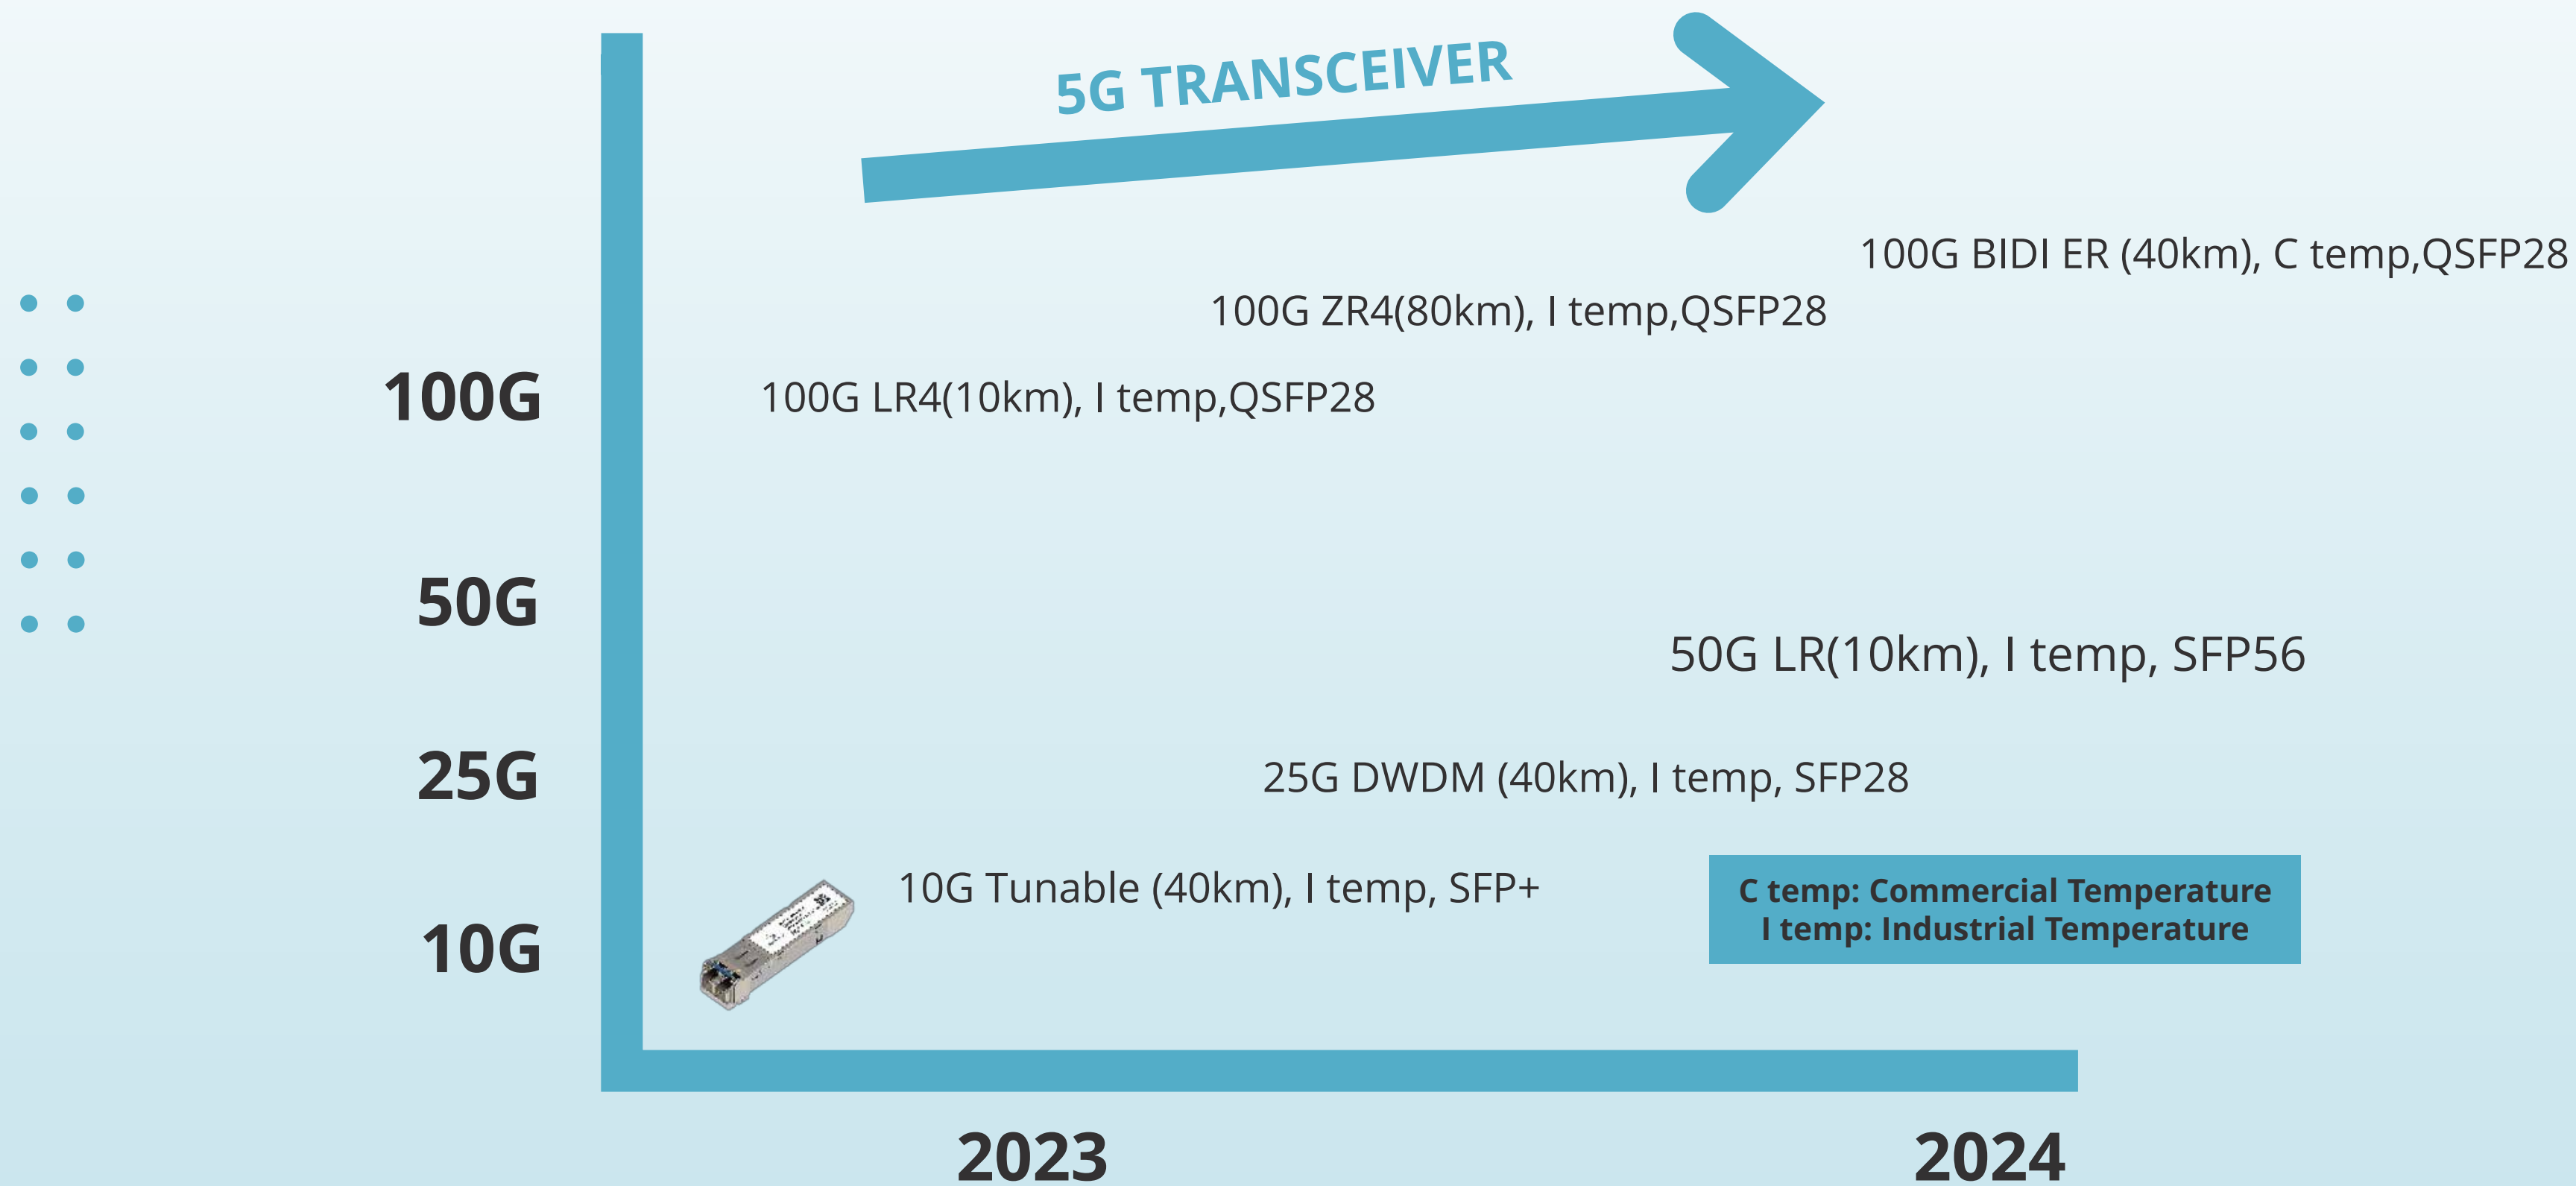 5G TRANSCEIVER
100G BIDI ER (40km), C temp,QSFP28
100G ZR4(80km), I temp,QSFP28
100G
100G LR4(10km), I temp,QSFP28
50G
50G LR(10km), I temp, SFP56
25G
25G DWDM (40km), I temp, SFP28
10G Tunable (40km), I temp, SFP+
C temp: Commercial Temperature
I temp: Industrial Temperature
10G
2023
2024